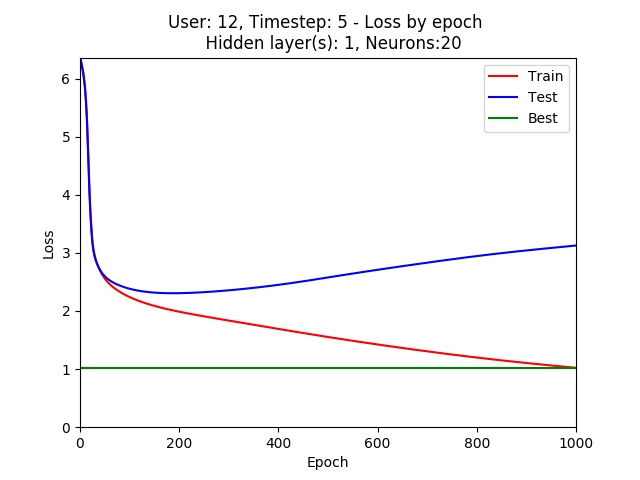 User: 12, Timestep: 5 - Loss by epoch
Hidden layer(s): 1, Neurons:20
Train
Test
Best
Loss
6
5
4
3
2
1
0
0 200 400 600 800 1000
Epoch